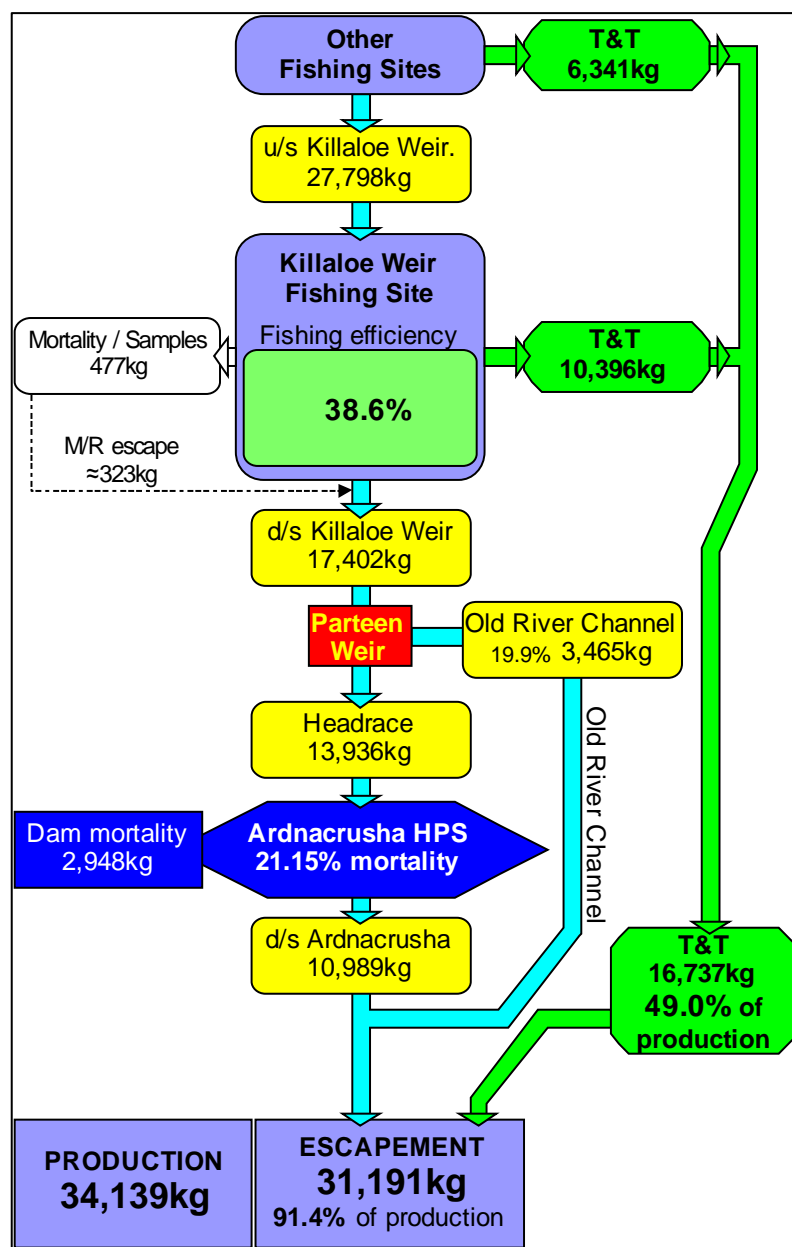 Other
Fishing Sites
T&T
6,341kg
u/s Killaloe Weir.
27,798kg
Killaloe Weir
Fishing Site
Fishing efficiency
38.6%
Mortality / Samples
477kg
T&T
10,396kg
M/R escape
≈323kg
d/s Killaloe Weir
17,402kg
Parteen
Weir
Old River Channel
19.9% 3,465kg
Headrace
13,936kg
Old River Channel
Dam mortality
2,948kg
Ardnacrusha HPS
21.15% mortality
d/s Ardnacrusha
10,989kg
T&T
16,737kg
49.0% of
production
PRODUCTION
34,139kg
ESCAPEMENT
31,191kg
91.4% of production